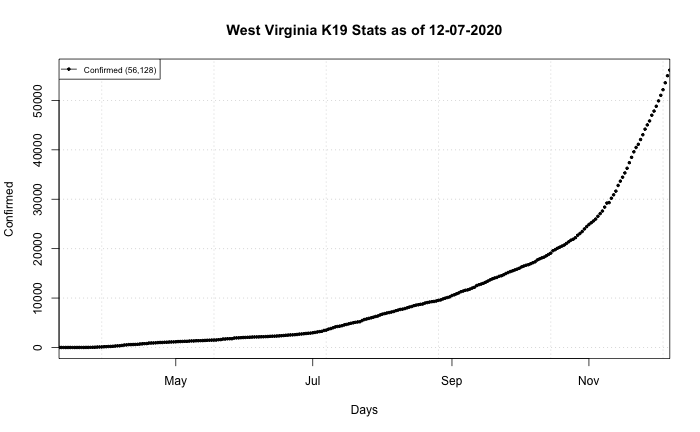 West Virginia K19 Stats as of 12-07-2020
Confirmed (56,128)
Confirmed
50000
40000
30000
20000
10000
0
May Jul Sep Nov
Days